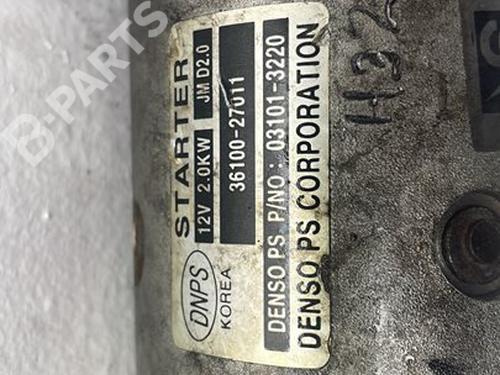 STARTER
12V 2.0KW JM D2.0
36100-27011
DENSO PS P/NO : 03101-3220
DENSO PS CORPORATION
DNPS
KOREA
B-PARTS